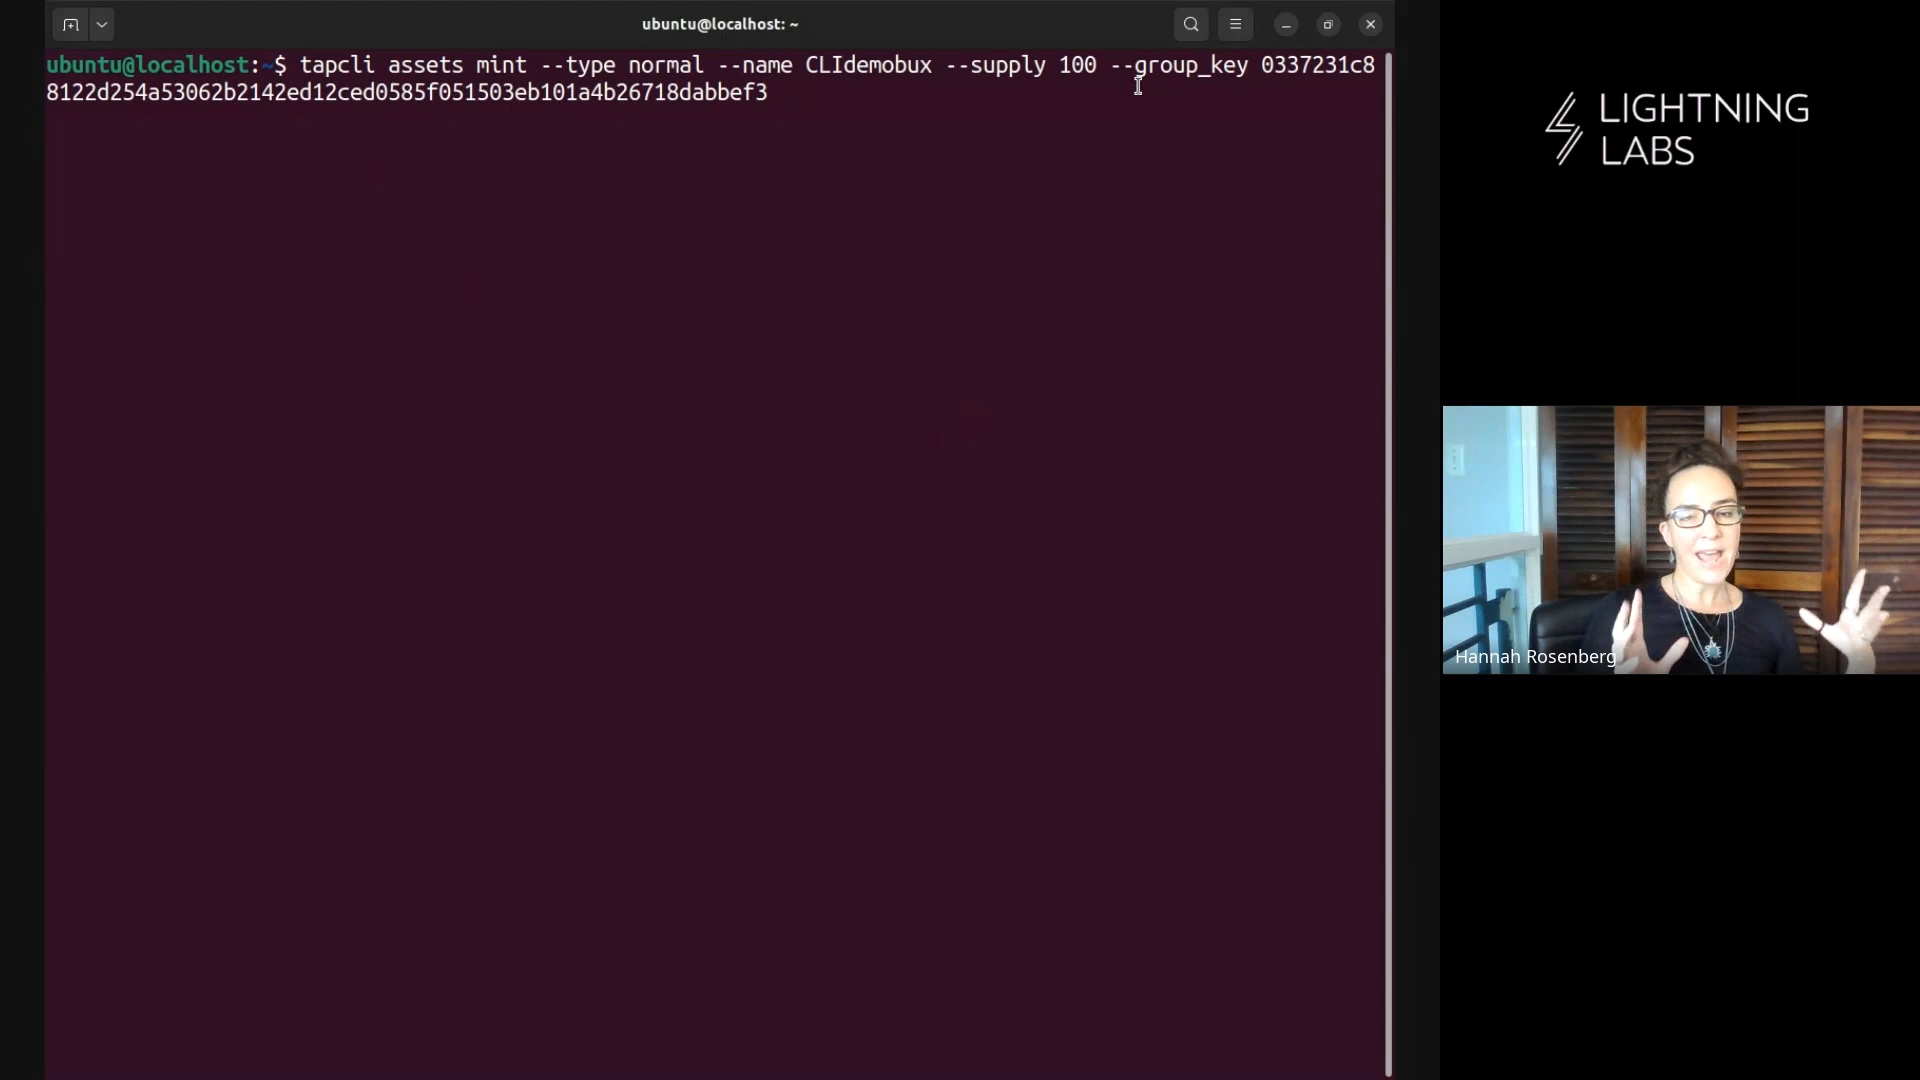 ubuntu@localhost: ~
ubuntu@localhost:~$ tapcli assets mint --type normal --name CLIdemobux --supply 100 --group_key 0337231c8
8122d254a53062b2142ed12ced0585f051503eb101a4b26718dabbef3
LIGHTNING
LABS
Hannah Rosenberg